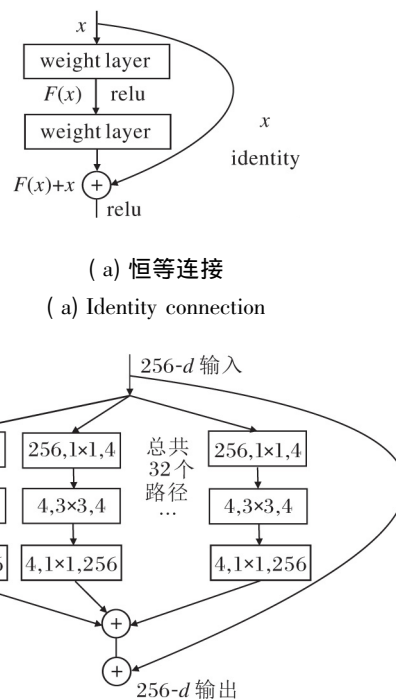 x
weight layer
F(x) relu
weight layer
x
identity
F(x)+x +
relu
( a) 恒等连接
( a) Identity connection
256-d 输入
256,1×1,4
总共
32个
路径
…
256,1×1,4
4,3×3,4
4,3×3,4
4,1×1,256
4,1×1,256
+
+
256-d 输出